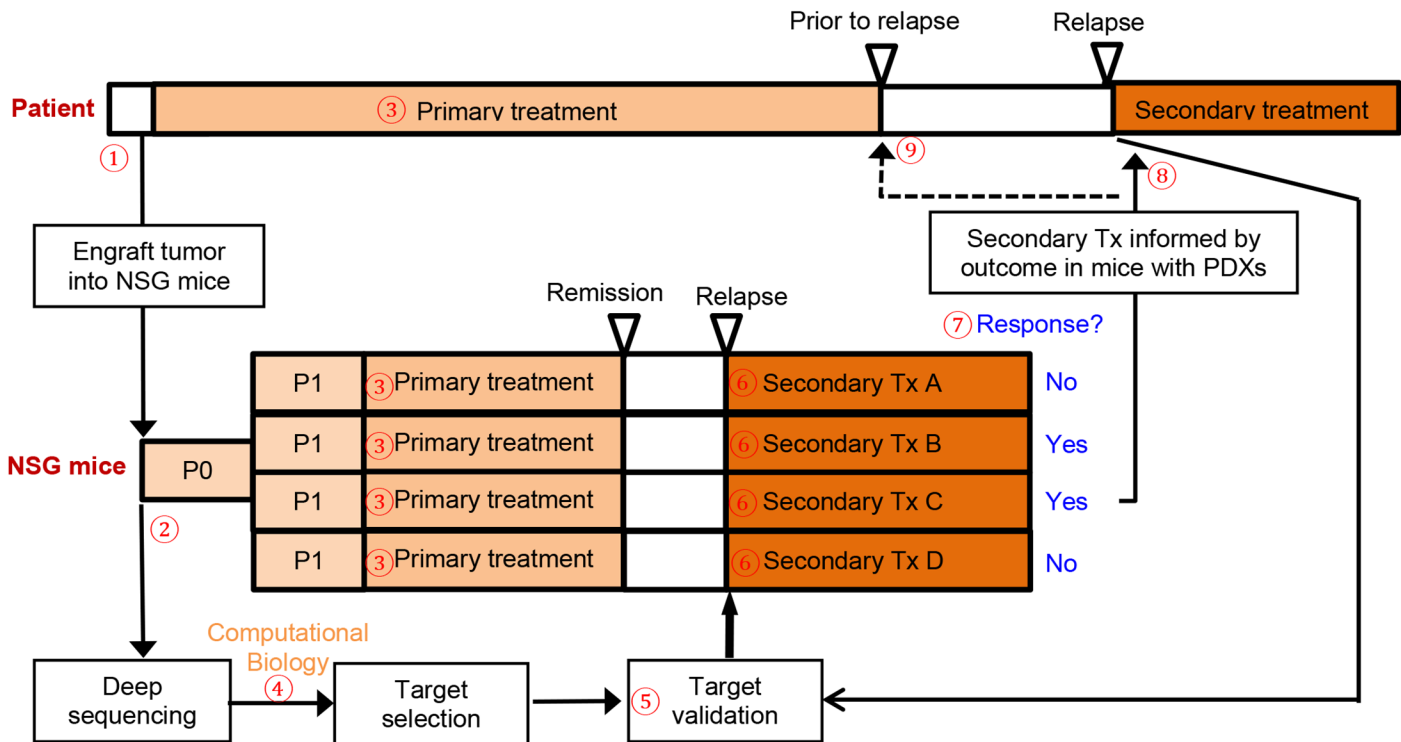 Prior to relapse
Relapse
Patient
③ Primary treatment
Secondary treatment
①
⑨
⑧
Engraft tumor
into NSG mice
Secondary Tx informed by
outcome in mice with PDXs
Remission
Relapse
⑦ Response?
P1
③ Primary treatment
⑥ Secondary Tx A
No
P1
③ Primary treatment
⑥ Secondary Tx B
Yes
NSG mice
P0
P1
③ Primary treatment
⑥ Secondary Tx C
Yes
②
P1
③ Primary treatment
⑥ Secondary Tx D
No
Computational
Biology
④
Deep
sequencing
Target
selection
⑤
Target
validation